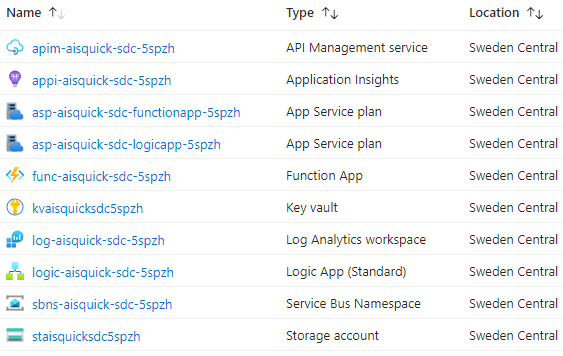 Name ↑↓ Type ↑↓ Location ↑↓
apim-aisquick-sdc-5spzh API Management service Sweden Central
appi-aisquick-sdc-5spzh Application Insights Sweden Central
asp-aisquick-sdc-functionapp-5spzh App Service plan Sweden Central
asp-aisquick-sdc-logicapp-5spzh App Service plan Sweden Central
func-aisquick-sdc-5spzh Function App Sweden Central
kvaisquicksdc5spzh Key vault Sweden Central
log-aisquick-sdc-5spzh Log Analytics workspace Sweden Central
logic-aisquick-sdc-5spzh Logic App (Standard) Sweden Central
sbns-aisquick-sdc-5spzh Service Bus Namespace Sweden Central
staisquicksdc5spzh Storage account Sweden Central